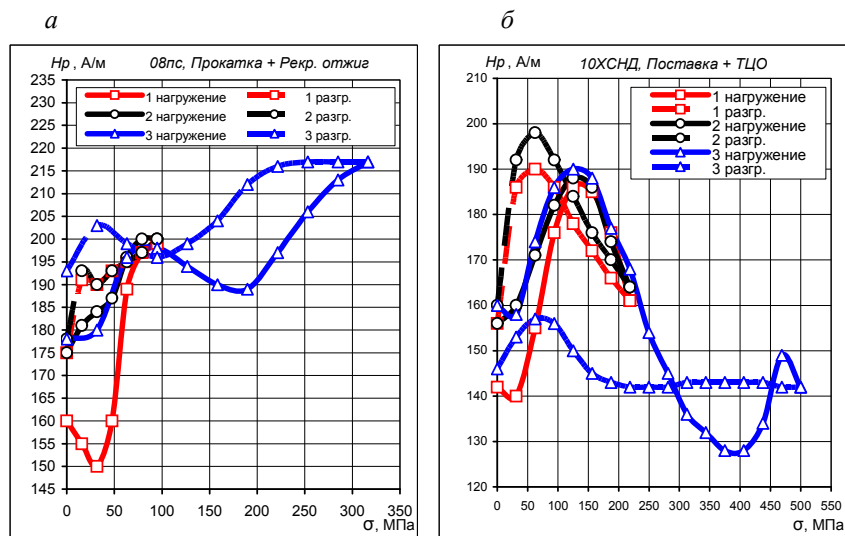 а
б
Hp , А/м
08пс, Прокатка + Рекр. отжиг
1 нагружение
1 разгр.
2 нагружение
2 разгр.
3 нагружение
3 разгр.
235
230
225
220
215
210
205
200
195
190
185
180
175
170
165
160
155
150
145
0 50 100 150 200 250 300 350
σ, МПа
Hp , А/м
10ХСНД, Поставка + ТЦО
1 нагружение
1 разгр.
2 нагружение
2 разгр.
3 нагружение
3 разгр.
210
200
190
180
170
160
150
140
130
120
0 50 100 150 200 250 300 350 400 450 500 550
σ, МПа